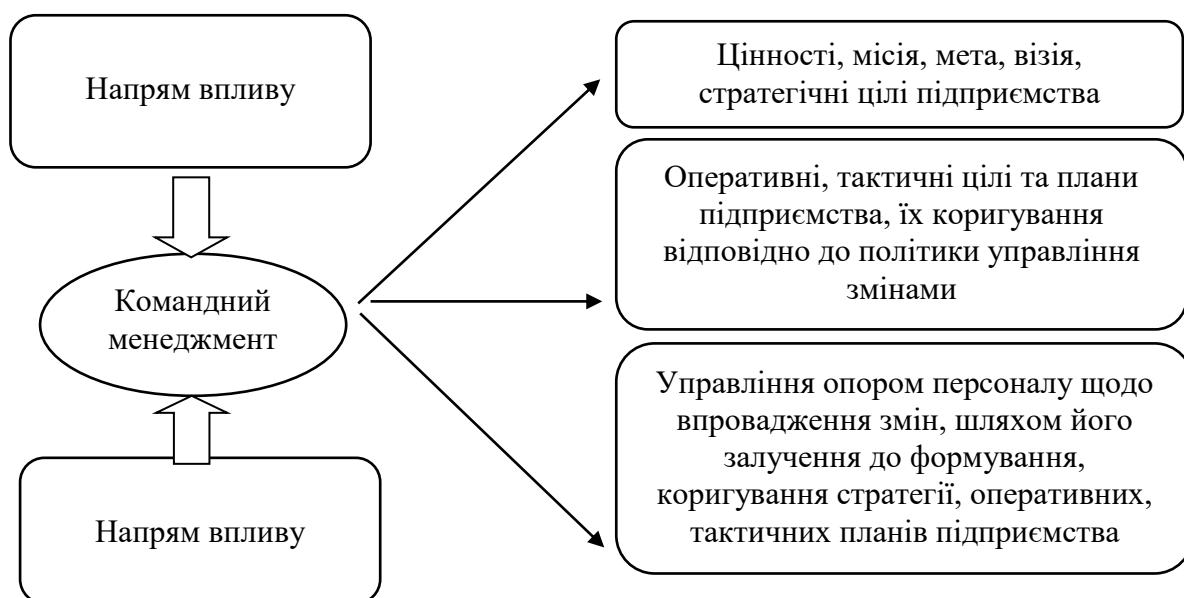 Напрям впливу
Командний
менеджмент
Напрям впливу
Цінності, місія, мета, візія,
стратегічні цілі підприємства
Оперативні, тактичні цілі та плани
підприємства, їх коригування
відповідно до політики управління
змінами
Управління опором персоналу щодо
впровадження змін, шляхом його
залучення до формування,
коригування стратегії, оперативних,
тактичних планів підприємства